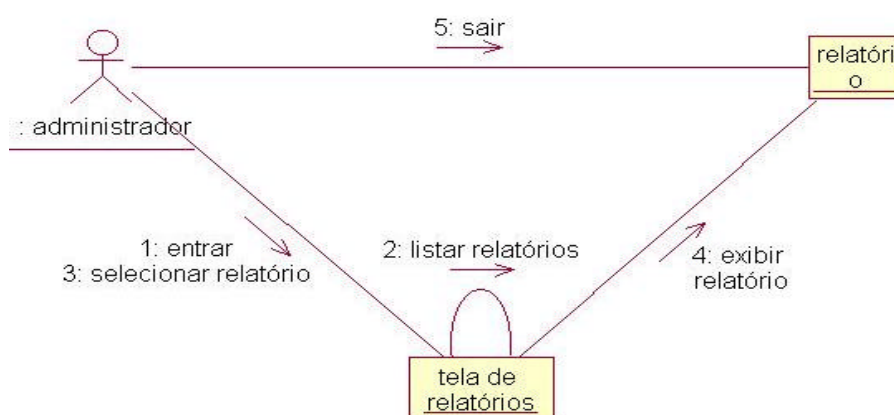 5: sair
relatóri
o
: administrador
1: entrar
3: selecionar relatório
2: listar relatórios
4: exibir
relatório
tela de
relatórios